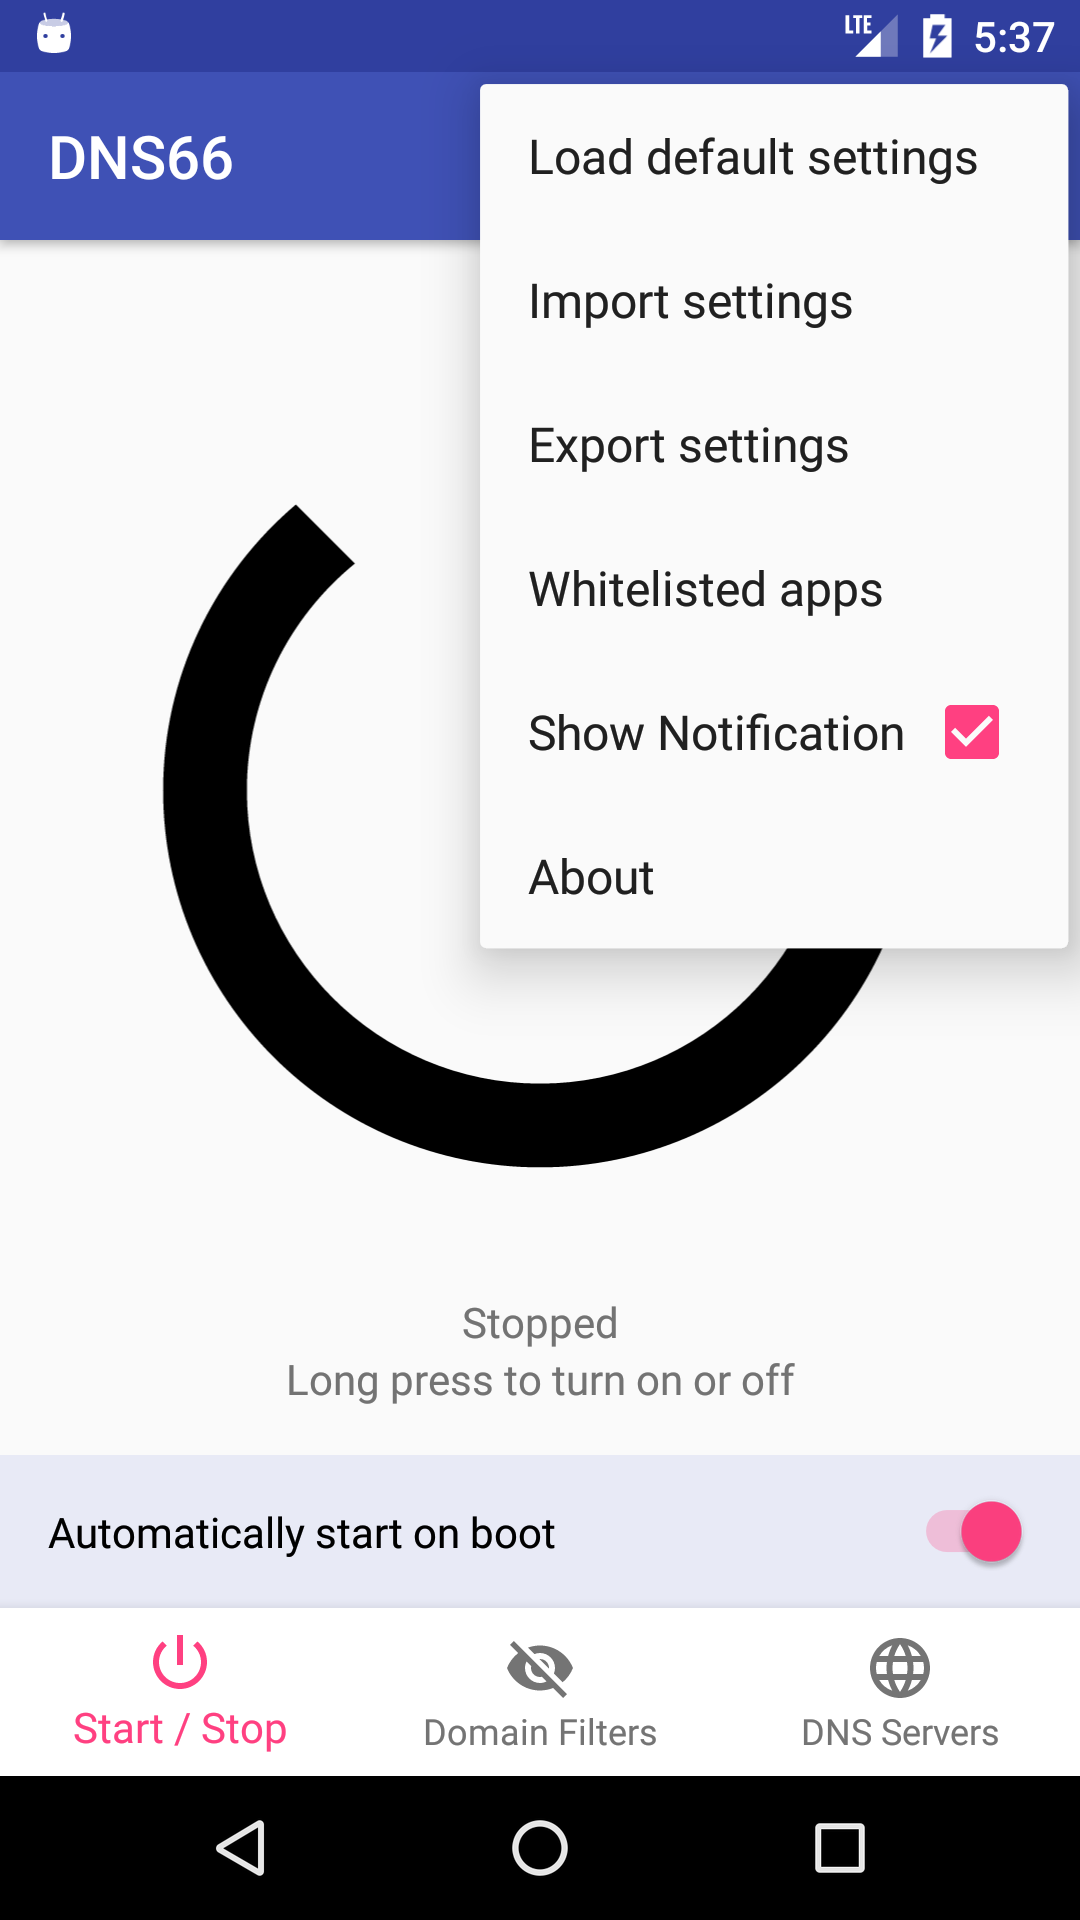 LTE 5:37
DNS66
Load default settings
Import settings
Export settings
Whitelisted apps
Show Notification
About
Stopped
Long press to turn on or off
Automatically start on boot
Start / Stop
Domain Filters
DNS Servers